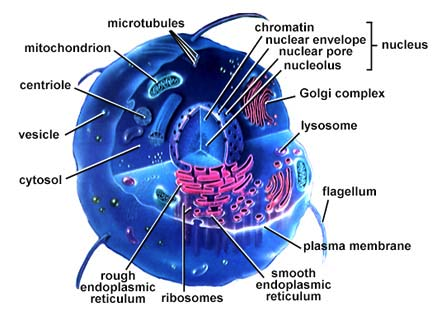 microtubules
mitochondrion
centriole
vesicle
cytosol
chromatin
nuclear envelope
nuclear pore
nucleolus
nucleus
Golgi complex
lysosome
flagellum
plasma membrane
rough
endoplasmic
reticulum
ribosomes
smooth
endoplasmic
reticulum